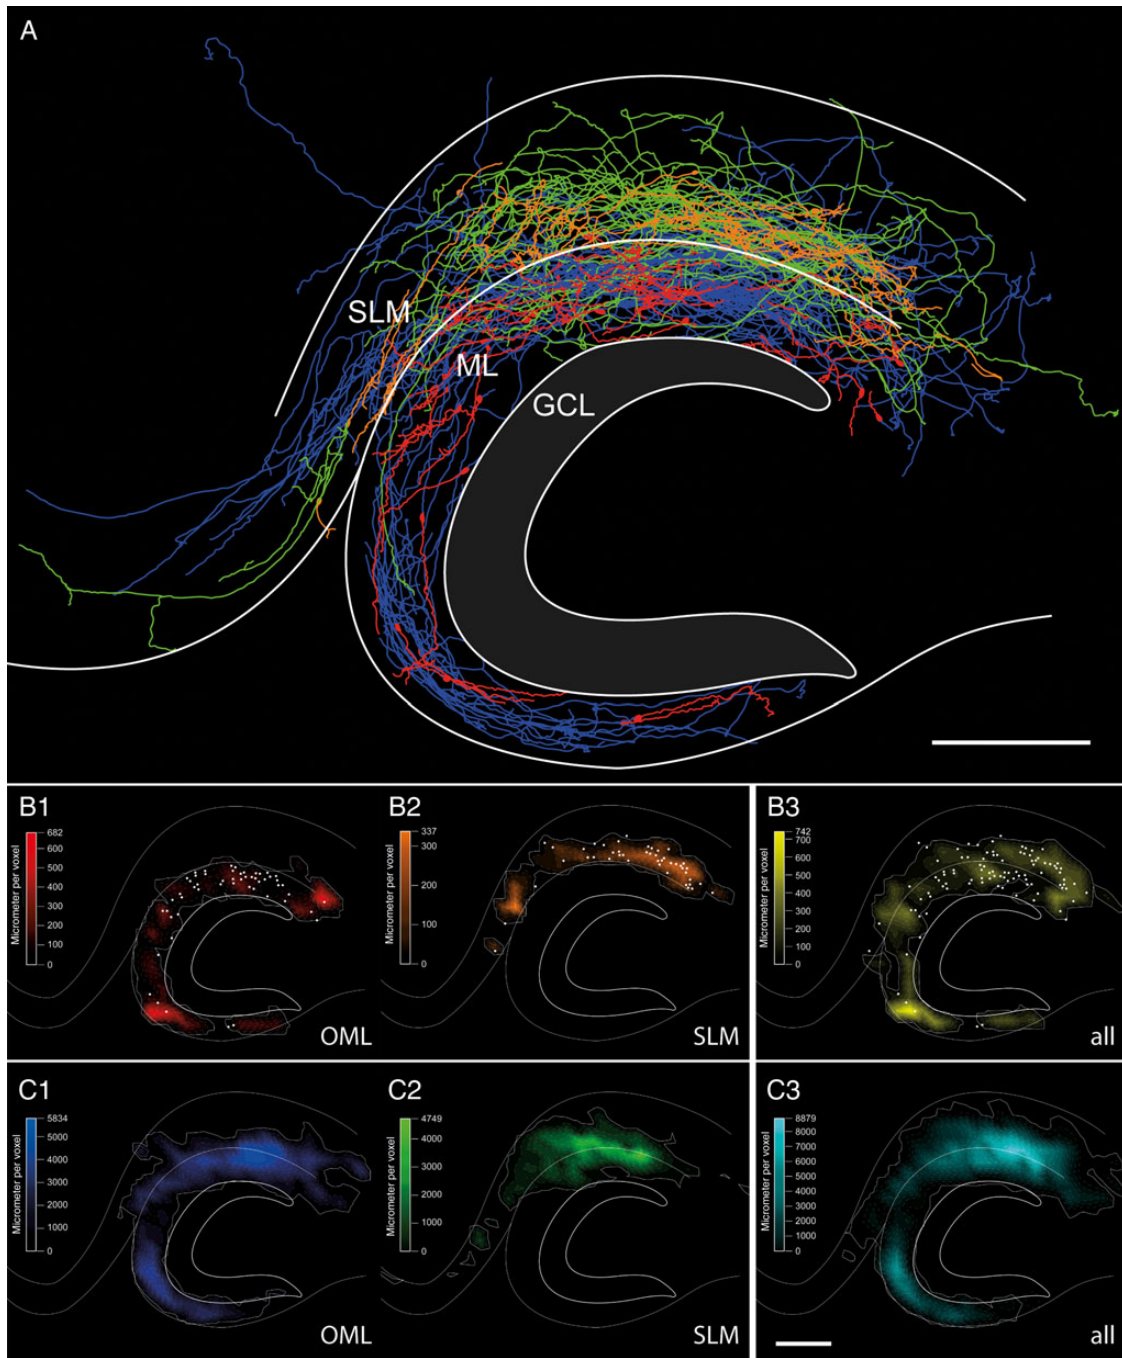 A
SLM
ML
GCL
B1
Micrometer per voxel
682
600
500
400
300
200
100
0
OML
B2
Micrometer per voxel
337
300
200
100
0
SLM
B3
Micrometer per voxel
742
700
600
500
400
300
200
100
0
all
C1
Micrometer per voxel
5834
5000
4000
3000
2000
1000
0
OML
C2
Micrometer per voxel
4749
4000
3000
2000
1000
0
SLM
C3
Micrometer per voxel
8879
8000
7000
6000
5000
4000
3000
2000
1000
0
all